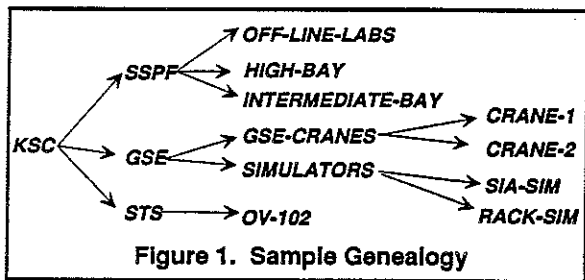 OFF-LINE-LABS
SSPF
HIGH-BAY
INTERMEDIATE-BAY
CRANE-1
GSE-CRANES
KSC
CRANE-2
GSE
SIMULATORS
SIA-SIM
STS
OV-102
RACK-SIM
Figure 1. Sample Genealogy